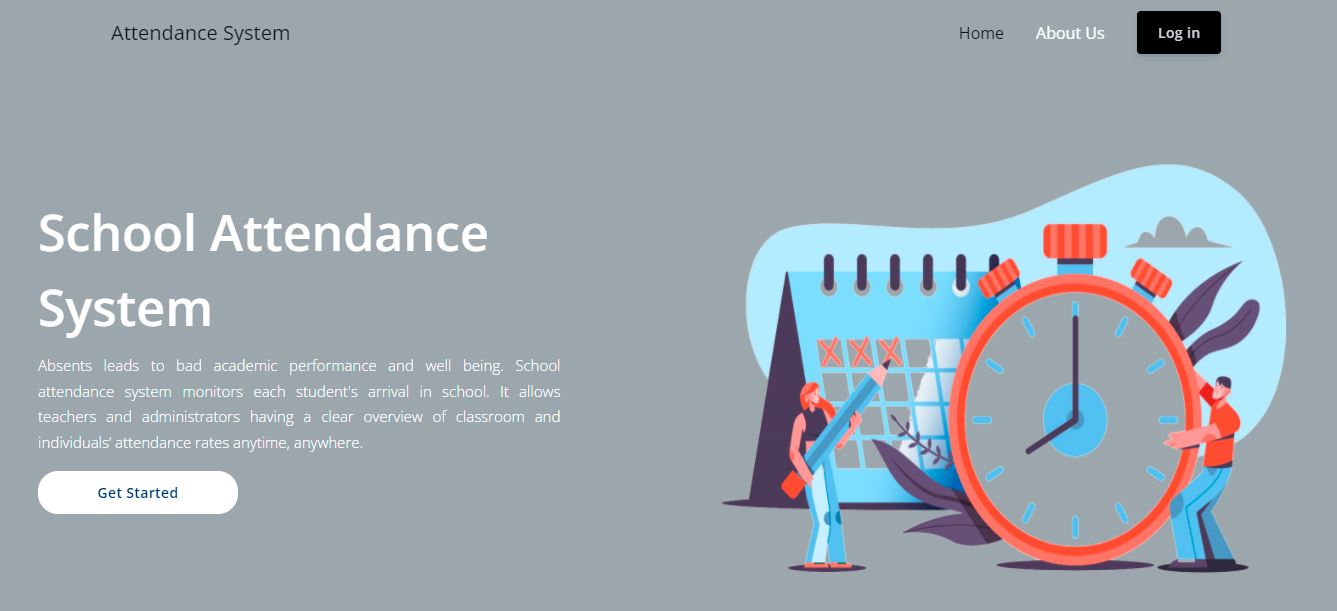 Attendance System
Home
About Us
Log in
School Attendance
System
Absents leads to bad academic performance and well being. School
attendance system monitors each student's arrival in school. It allows
teachers and administrators having a clear overview of classroom and
individuals’ attendance rates anytime, anywhere.
Get Started